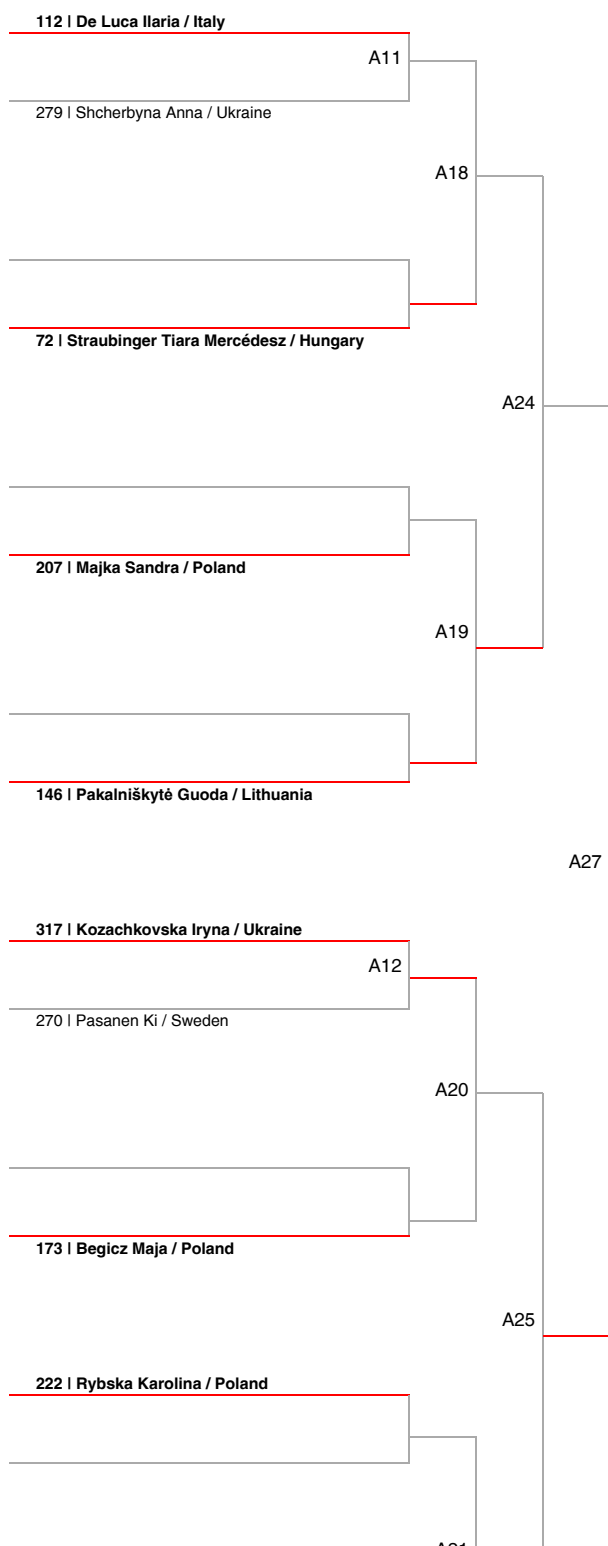 112 | De Luca Ilaria / Italy
A11
279 | Shcherbyna Anna / Ukraine
A18
72 | Straubinger Tiara Mercédesz / Hungary
A24
207 | Majka Sandra / Poland
A19
146 | Pakalniškytė Guoda / Lithuania
A27
317 | Kozachkovska Iryna / Ukraine
A12
270 | Pasanen Ki / Sweden
A20
173 | Begicz Maja / Poland
A25
222 | Rybska Karolina / Poland